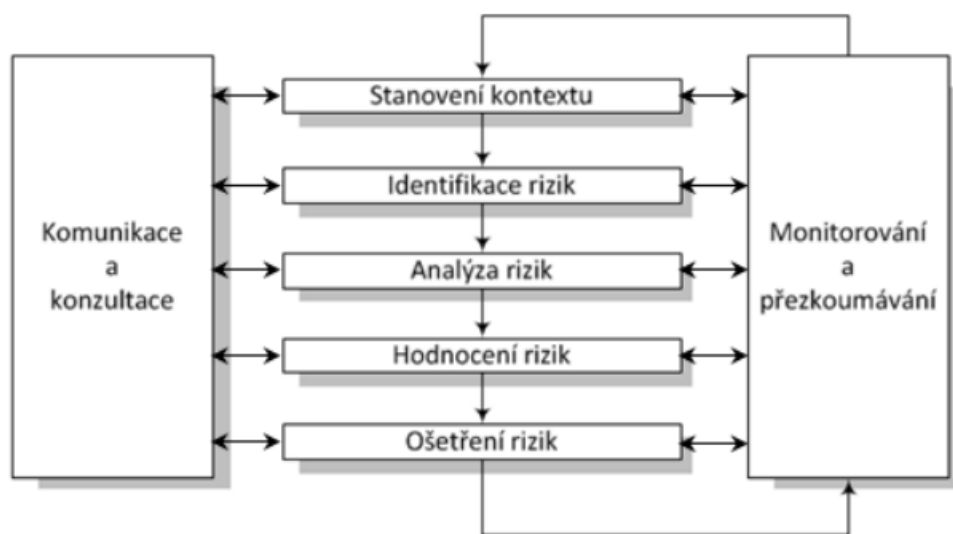 Komunikace
a
konzultace
Stanovení kontextu
Identifikace rizik
Analýza rizik
Hodnocení rizik
Ošetření rizik
Monitorování
a
přezkoumávání